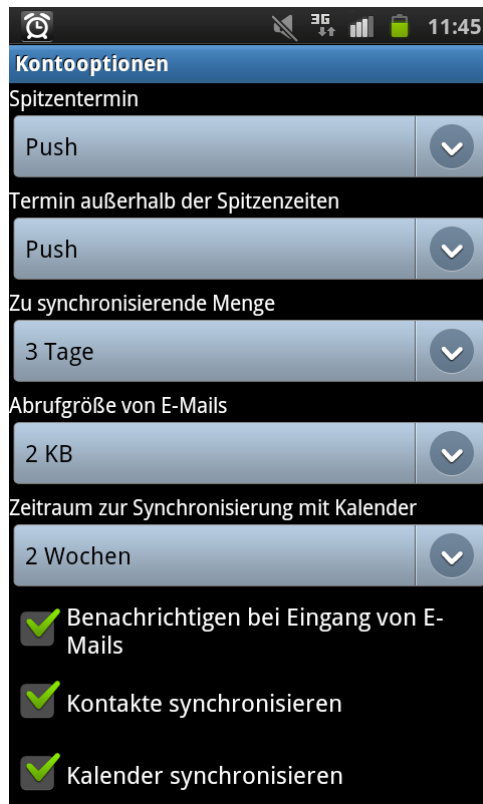 3G 11:45
Kontooptionen
Spitzentermin
Push
Termin außerhalb der Spitzenzeiten
Push
Zu synchronisierende Menge
3 Tage
Abrufgröße von E-Mails
2 KB
Zeitraum zur Synchronisierung mit Kalender
2 Wochen
Benachrichtigen bei Eingang von E-
Mails
Kontakte synchronisieren
Kalender synchronisieren